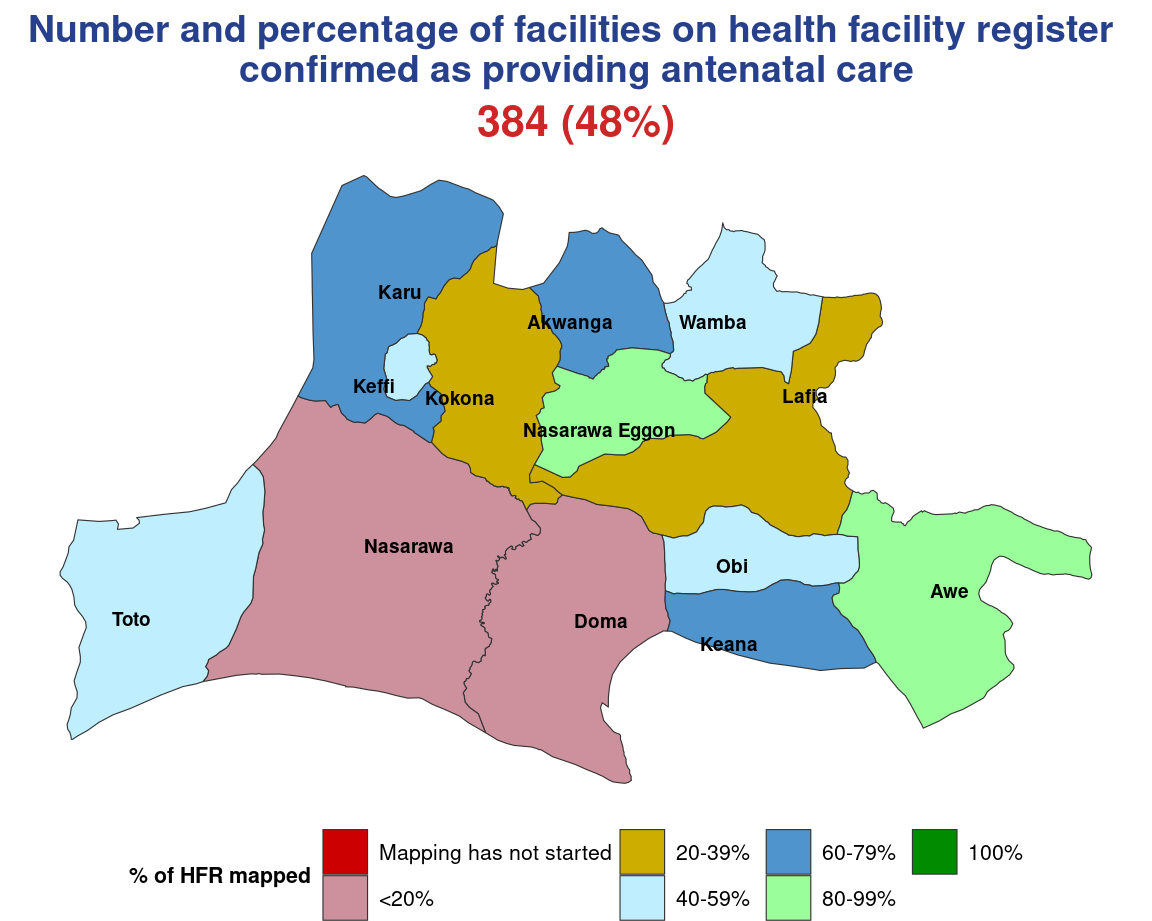 Number and percentage of facilities on health facility register
confirmed as providing antenatal care
384 (48%)
Karu
Akwanga
Wamba
Keffi
Kokona
Lafia
Nasarawa Eggon
Nasarawa
Obi
Awe
Toto
Doma
Keana
% of HFR mapped
Mapping has not started
20-39%
60-79%
100%
<20%
40-59%
80-99%